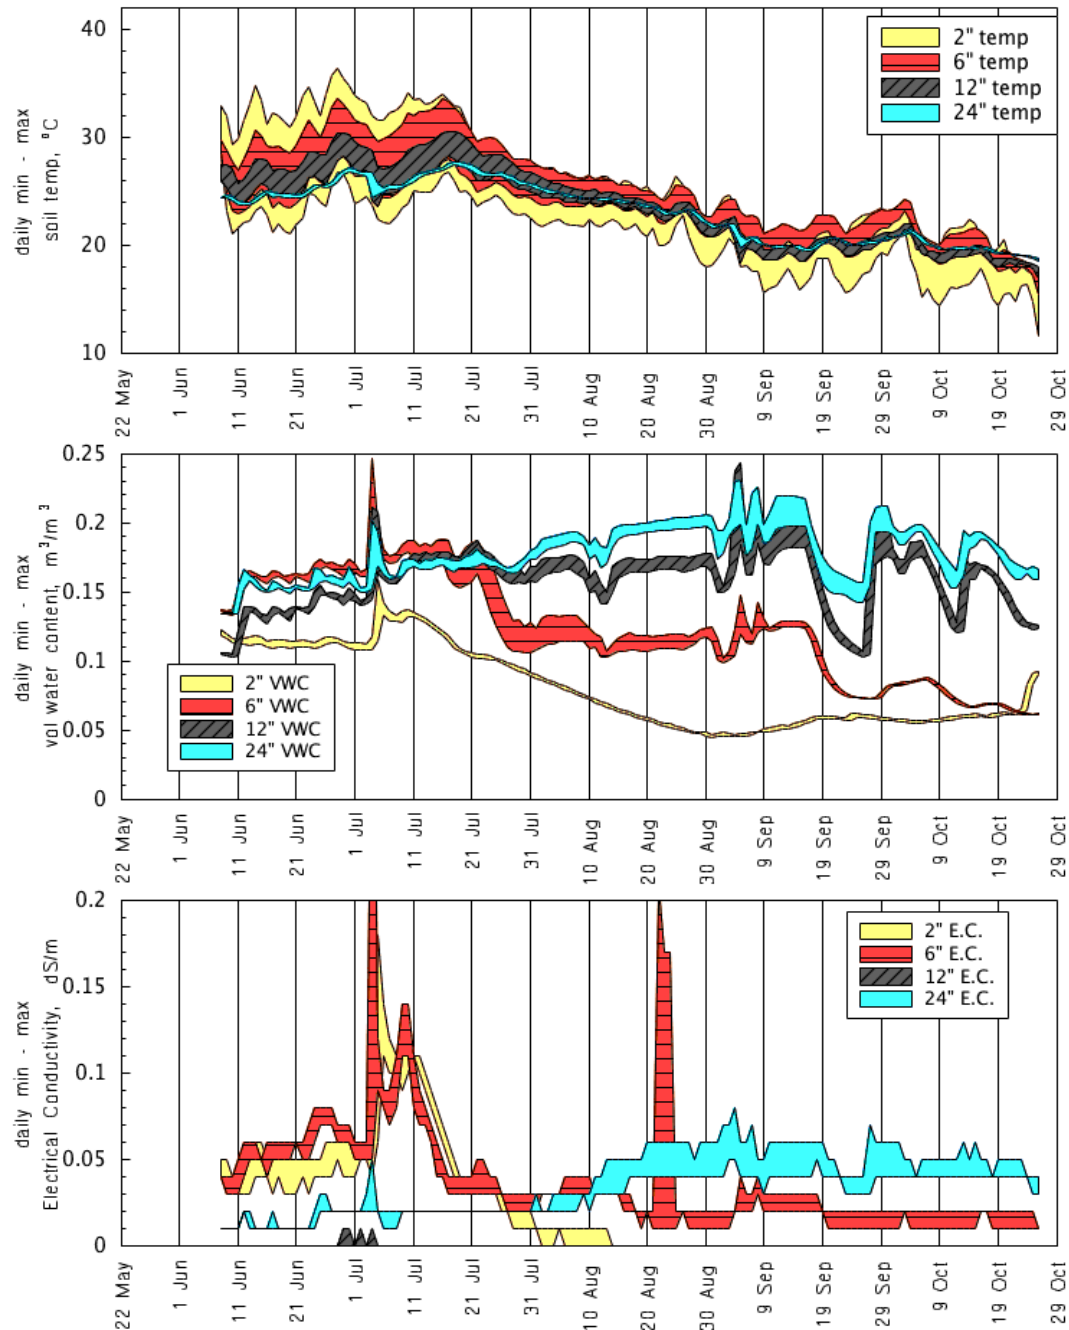 daily min - max
soil temp, ºC
40
30
20
10
2" temp
6" temp
12" temp
24" temp
22 May
1 Jun
11 Jun
21 Jun
1 Jul
11 Jul
21 Jul
31 Jul
10 Aug
20 Aug
30 Aug
9 Sep
19 Sep
29 Sep
9 Oct
19 Oct
29 Oct
daily min - max
vol water content, m³/m³
0.25
0.2
0.15
0.1
0.05
0
2" VWC
6" VWC
12" VWC
24" VWC
22 May
1 Jun
11 Jun
21 Jun
1 Jul
11 Jul
21 Jul
31 Jul
10 Aug
20 Aug
30 Aug
9 Sep
19 Sep
29 Sep
9 Oct
19 Oct
29 Oct
daily min - max
Electrical Conductivity, dS/m
0.2
0.15
0.1
0.05
0
2" E.C.
6" E.C.
12" E.C.
24" E.C.
22 May
1 Jun
11 Jun
21 Jun
1 Jul
11 Jul
21 Jul
31 Jul
10 Aug
20 Aug
30 Aug
9 Sep
19 Sep
29 Sep
9 Oct
19 Oct
29 Oct